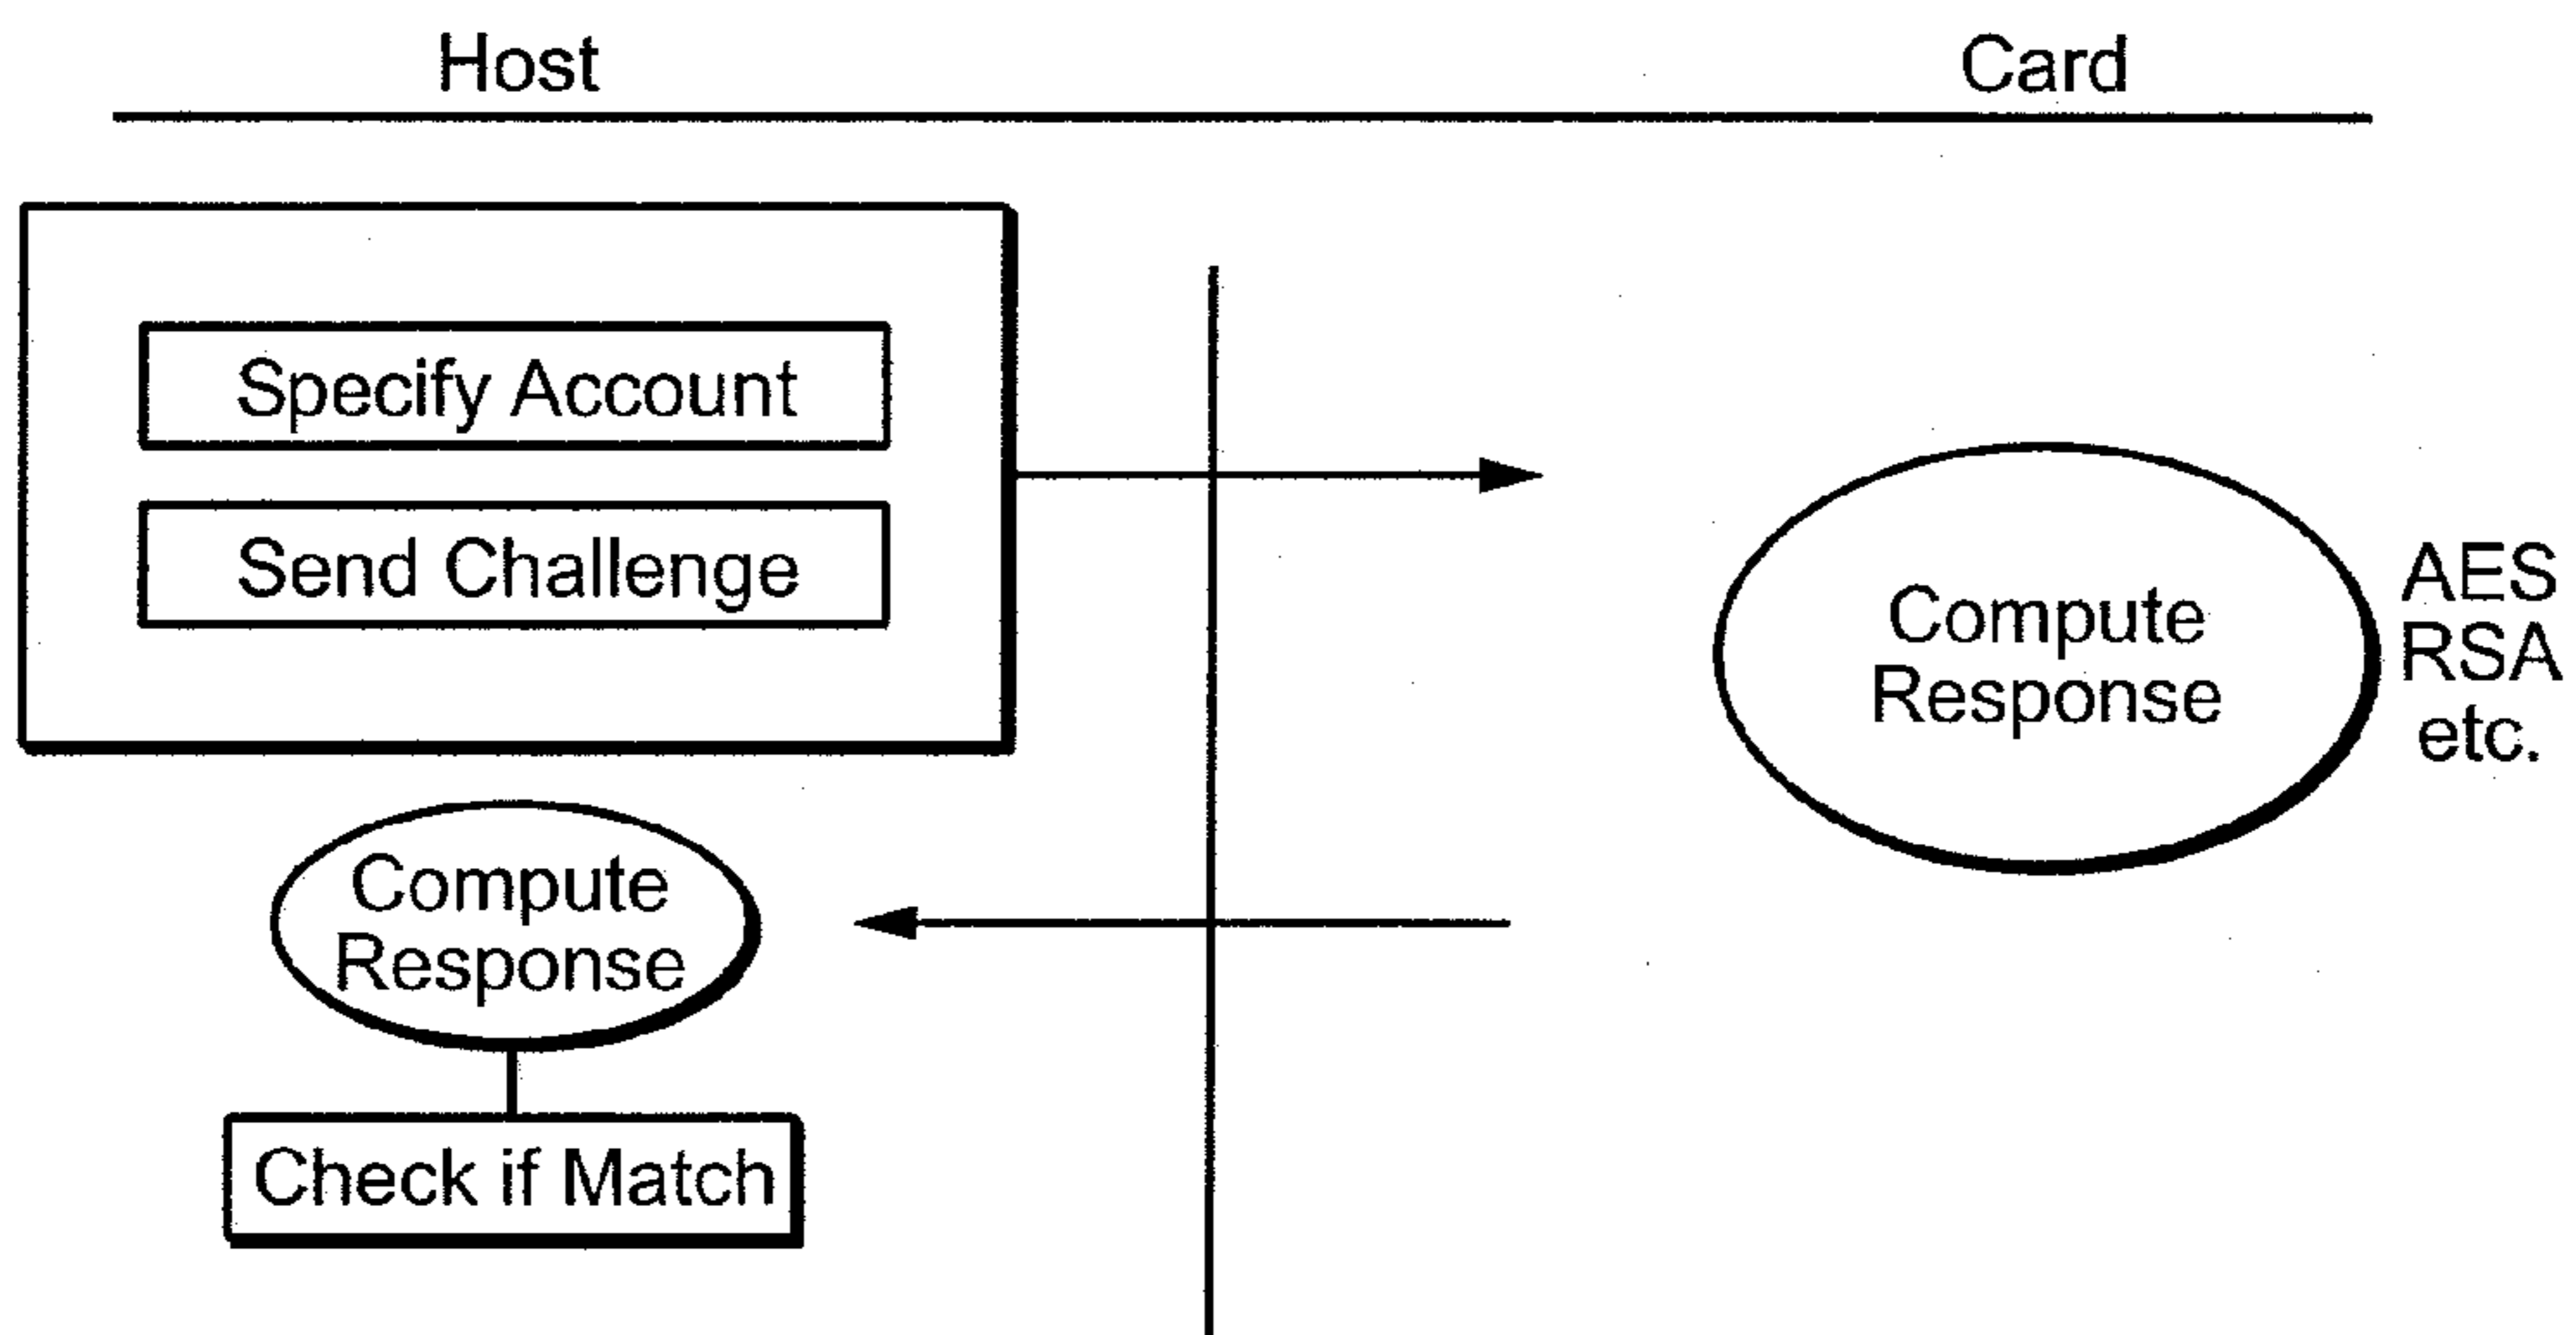 Host
Card
Specify Account
Send Challenge
Compute
Response
AES
RSA
etc.
Compute
Response
Check if Match